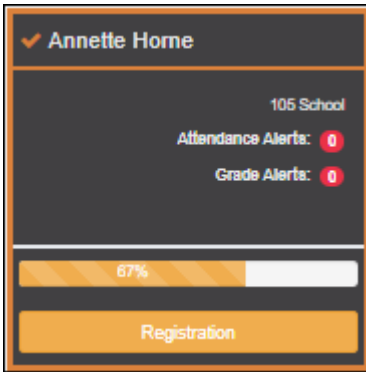 Annette Horne
105 School
Attendance Alerts: 0
Grade Alerts: 0
67%
Registration